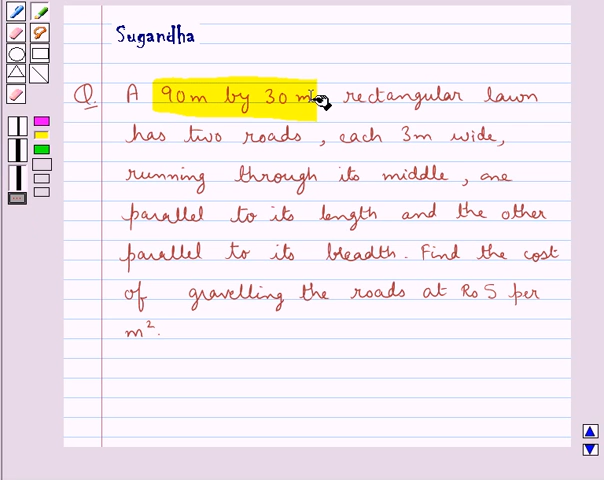 Sugandha
Q. A 90m by 30m rectangular lawn
has two roads, each 3m wide,
running through its middle, one
parallel to its length and the other
parallel to its breadth. Find the cost
of gravelling the roads at Rs 5 per
m².